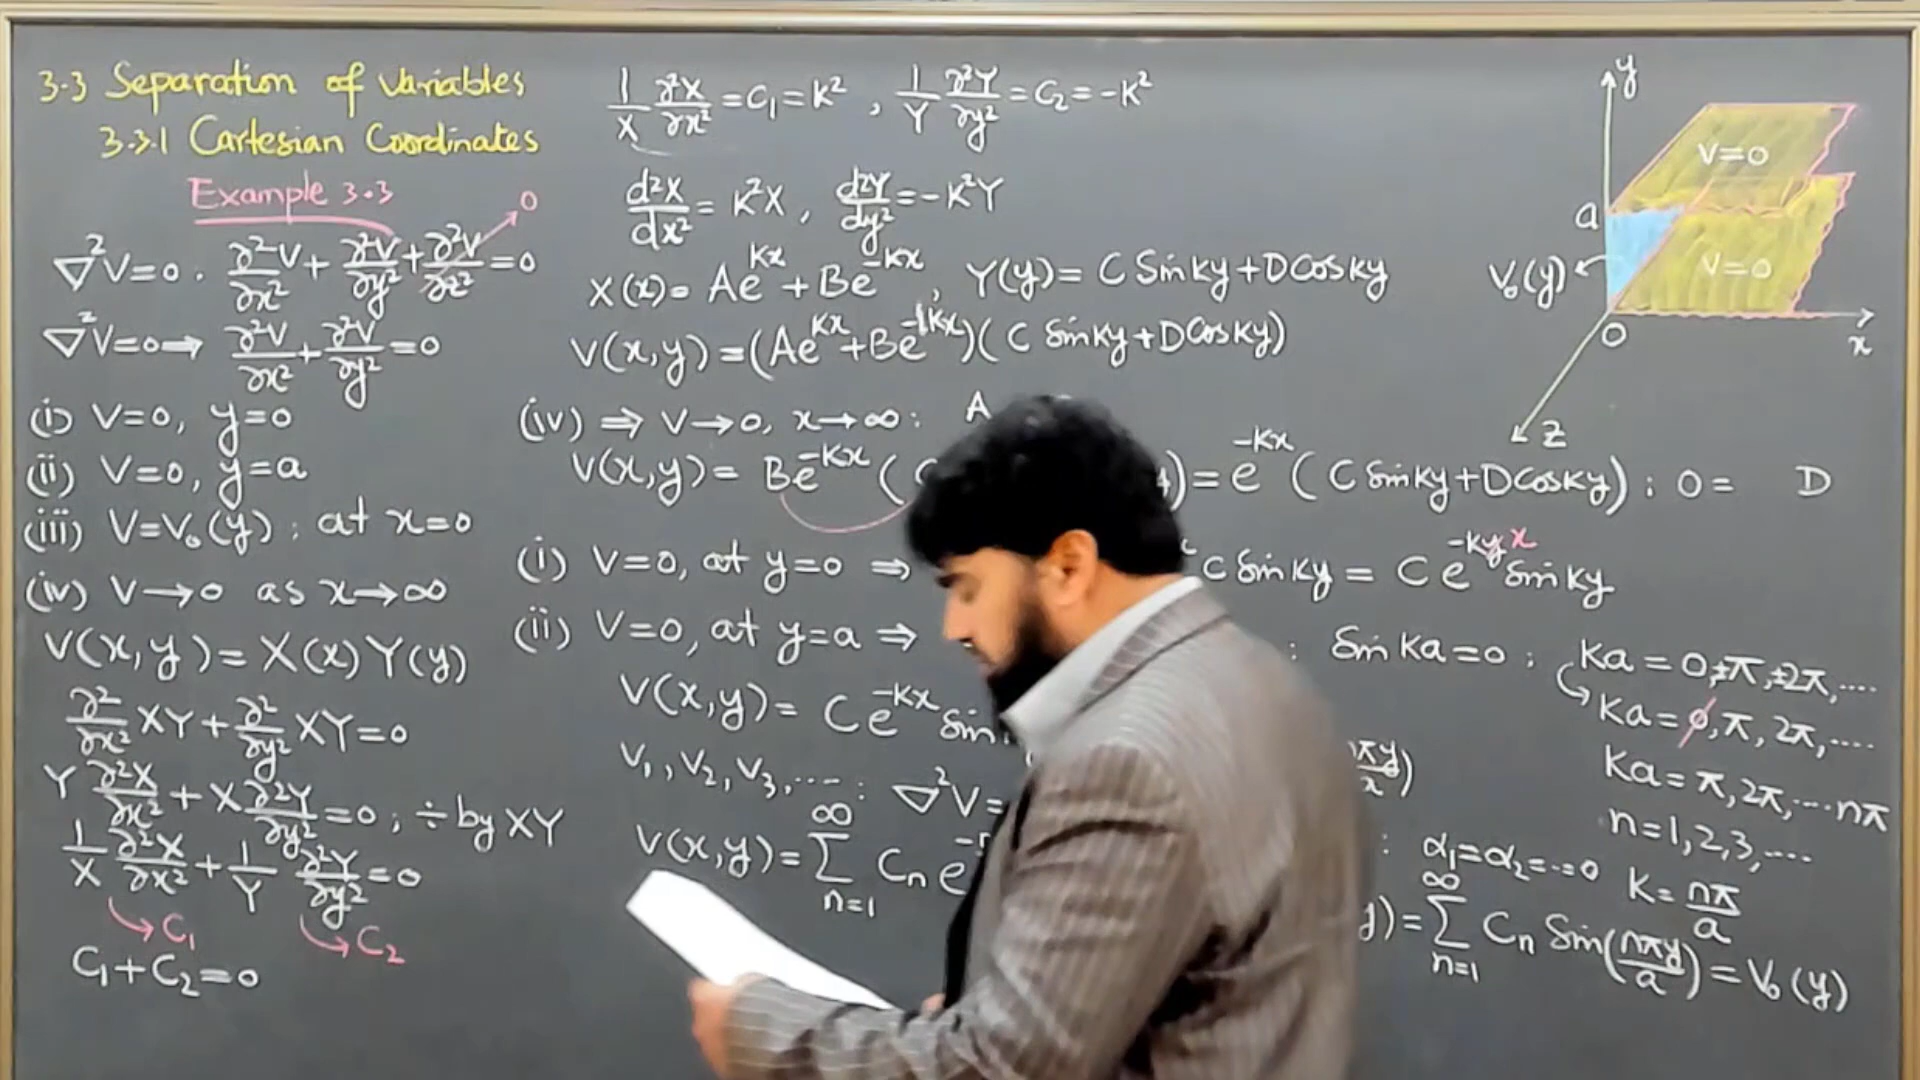 3.3 Separation of Variables
3.3.1 Cartesian Coordinates
Example 3.3
0
∇²V=0 . ∂²V/∂x² + ∂²V/∂y² + ∂²V/∂z² = 0
∇²V=0 ⇒ ∂²V/∂x² + ∂²V/∂y² = 0
(i) V=0, y=0
(ii) V=0, y=a
(iii) V=V₀(y) ; at x=0
(iv) V→0 as x→∞
V(x,y) = X(x) Y(y)
∂²/∂x² XY + ∂²/∂y² XY = 0
Y ∂²X/∂x² + X ∂²Y/∂y² = 0 ; ÷ by XY
1/X ∂²X/∂x² + 1/Y ∂²Y/∂y² = 0
C₁ C₂
C₁+C₂=0
1/X ∂²X/∂x² = C₁ = K² , 1/Y ∂²Y/∂y² = C₂ = -K²
d²X/dx² = K²X , d²Y/dy² = -K²Y
X(x) = Ae^Kx + Be^-Kx , Y(y) = C Sin Ky + D Cos Ky
V(x,y) = (Ae^Kx + Be^-Kx)( C Sin Ky + D Cos Ky)
(iv) ⇒ V→0, x→∞ : A
V(x,y) = Be^-Kx ( C ) = e^-Kx ( C Sin Ky + D Cos Ky) ; 0 = D
(i) V=0, at y=0 ⇒ C Sin Ky = C e^-Ky x Sin Ky
(ii) V=0, at y=a ⇒ : Sin Ka = 0 ; Ka = 0, ±π, ±2π, ....
V(x,y) = C e^-Kx Sin
Ka = 0, π, 2π, ....
V₁, V₂, V₃, .... : ∇²V =
nπy
Ka = π, 2π, ... nπ
n=1,2,3, ....
V(x,y) = ∞ Σ n=1 Cₙ e
: α₁=α₂=...=0
K = nπ/a
y) = ∞ Σ n=1 Cₙ Sin(nπy/a) = V₀(y)
y
V=0
a
V₀(y)
V=0
0
x
z